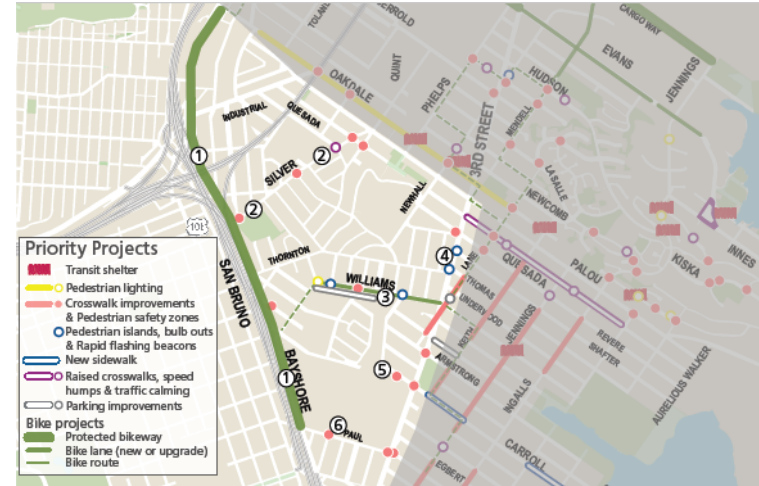 TOLAND
JERROLD
CARGO WAY
QUINT
EVANS
OAKDALE
PHELPS
HUDSON
JENNINGS
INDUSTRIAL
QUESADA
3RD STREET
MENDELL
1
2
SILVER
LA SALLE
NEWHALL
NEWCOMB
2
101
4
LANE
QUESADA
PALOU
KISKA
INNES
THORNTON
WILLIAMS
3
THOMAS
UNDERWOOD
KEITH
JENNINGS
REVERE
SHAFTER
SAN BRUNO
BAYSHORE
1
5
ARMSTRONG
INGALLS
AURELIOUS WALKER
6
PAUL
EGBERT
CARROLL
Priority Projects
Transit shelter
Pedestrian lighting
Crosswalk improvements
& Pedestrian safety zones
Pedestrian islands, bulb outs
& Rapid flashing beacons
New sidewalk
Raised crosswalks, speed
humps & traffic calming
Parking improvements
Bike projects
Protected bikeway
Bike lane (new or upgrade)
Bike route